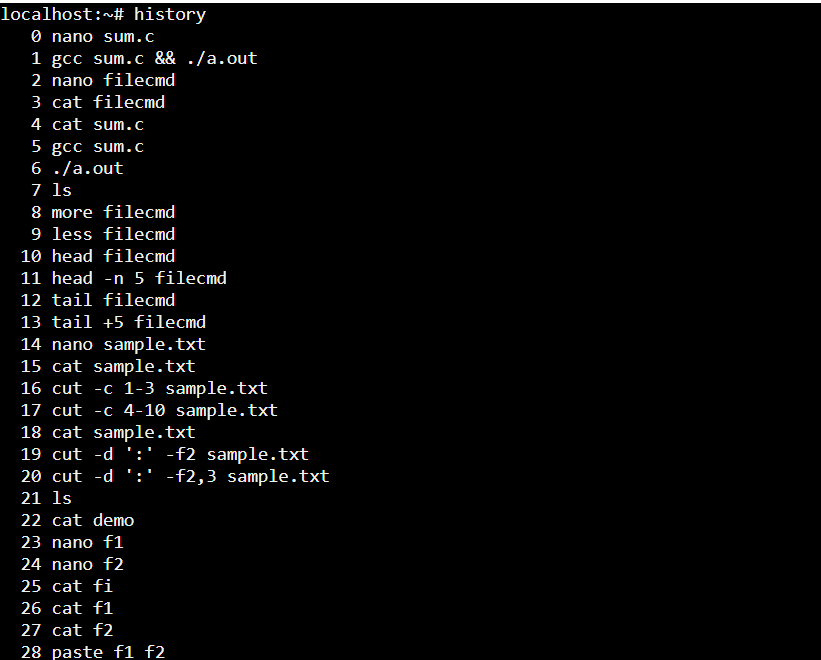 localhost:~# history
0 nano sum.c
1 gcc sum.c && ./a.out
2 nano filecmd
3 cat filecmd
4 cat sum.c
5 gcc sum.c
6 ./a.out
7 ls
8 more filecmd
9 less filecmd
10 head filecmd
11 head -n 5 filecmd
12 tail filecmd
13 tail +5 filecmd
14 nano sample.txt
15 cat sample.txt
16 cut -c 1-3 sample.txt
17 cut -c 4-10 sample.txt
18 cat sample.txt
19 cut -d ':' -f2 sample.txt
20 cut -d ':' -f2,3 sample.txt
21 ls
22 cat demo
23 nano f1
24 nano f2
25 cat fi
26 cat f1
27 cat f2
28 paste f1 f2